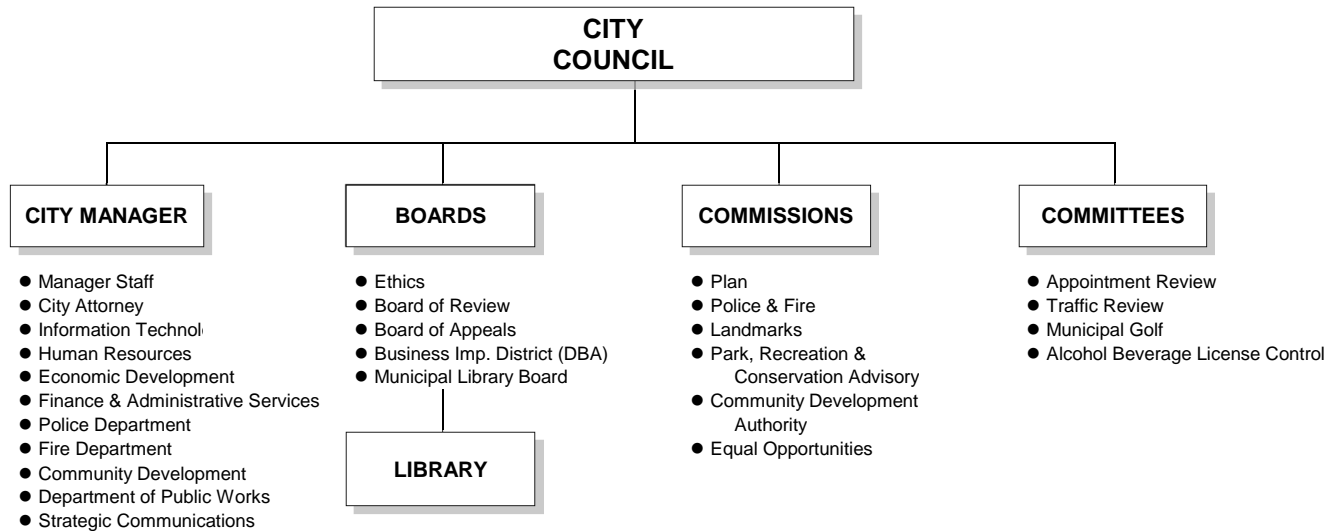 CITY
COUNCIL
CITY MANAGER
● Manager Staff
● City Attorney
● Information Technol
● Human Resources
● Economic Development
● Finance & Administrative Services
● Police Department
● Fire Department
● Community Development
● Department of Public Works
● Strategic Communications
BOARDS
● Ethics
● Board of Review
● Board of Appeals
● Business Imp. District (DBA)
● Municipal Library Board
LIBRARY
COMMISSIONS
● Plan
● Police & Fire
● Landmarks
● Park, Recreation &
Conservation Advisory
● Community Development
Authority
● Equal Opportunities
COMMITTEES
● Appointment Review
● Traffic Review
● Municipal Golf
● Alcohol Beverage License Control